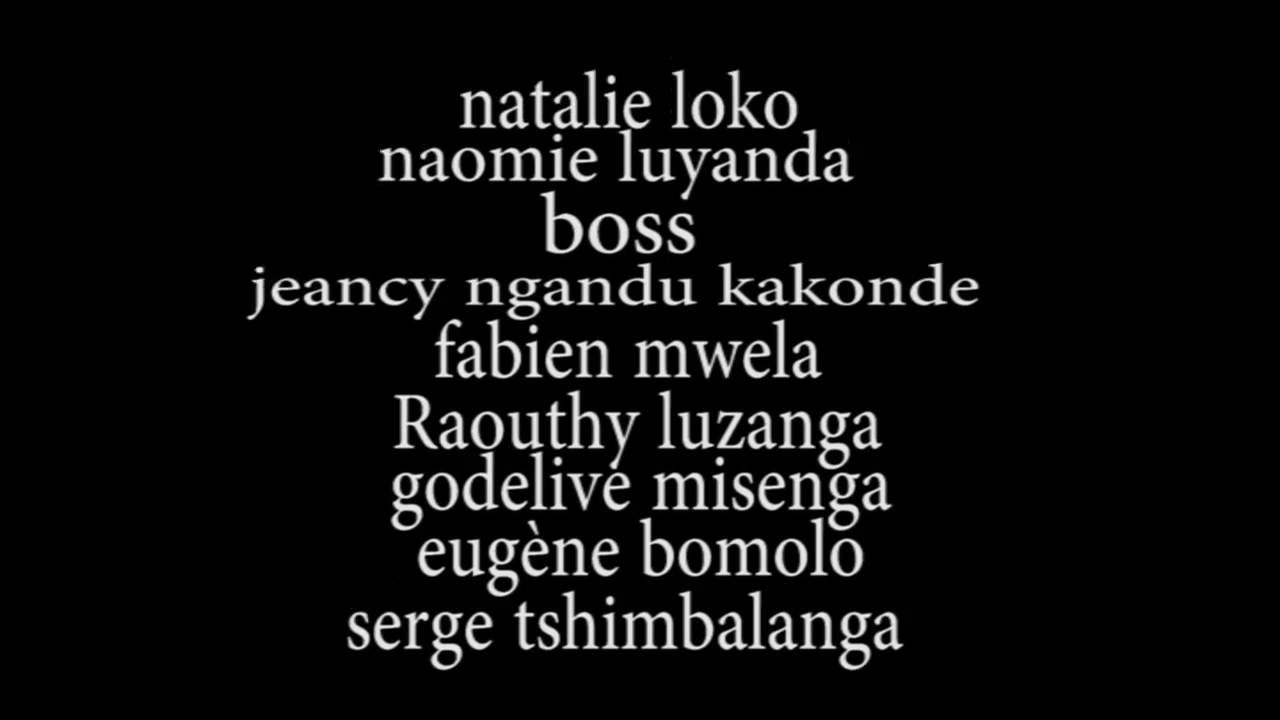 natalie loko
naomie luyanda
boss
jeancy ngandu kakonde
fabien mwela
Raouthy luzanga
godelive misenga
eugène bomolo
serge tshimbalanga